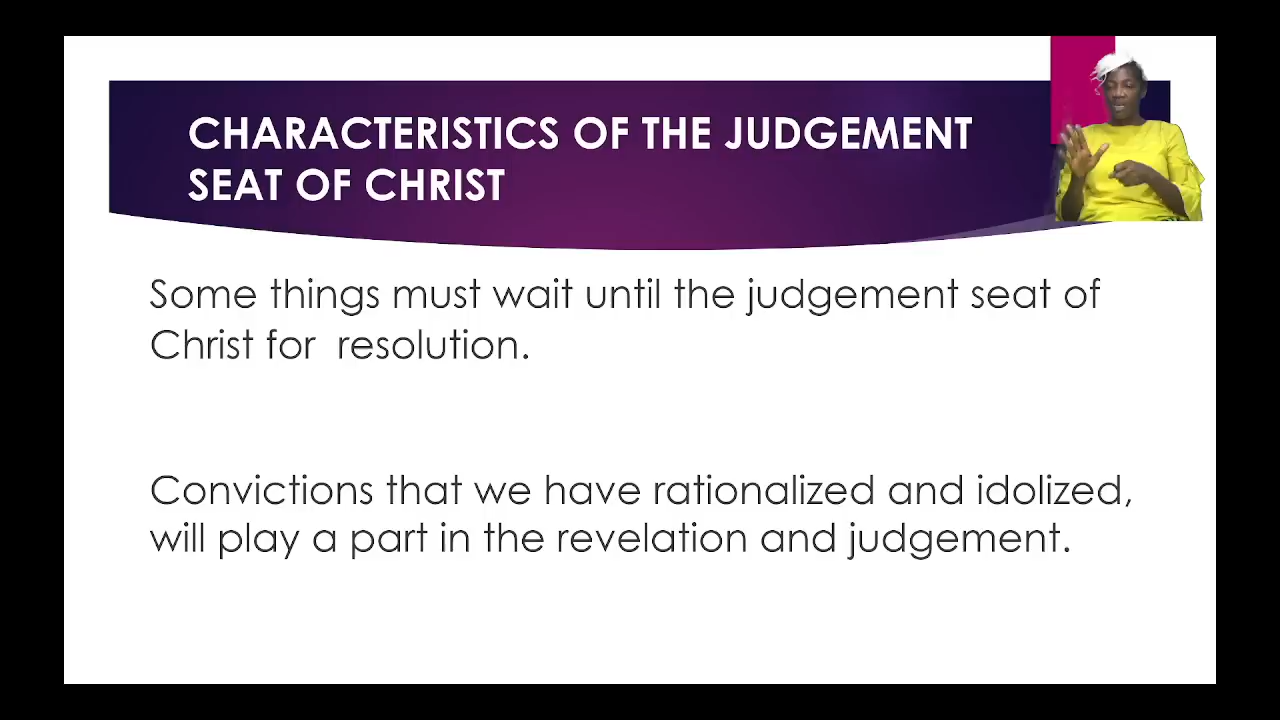 CHARACTERISTICS OF THE JUDGEMENT
SEAT OF CHRIST
Some things must wait until the judgement seat of
Christ for  resolution.
Convictions that we have rationalized and idolized,
will play a part in the revelation and judgement.